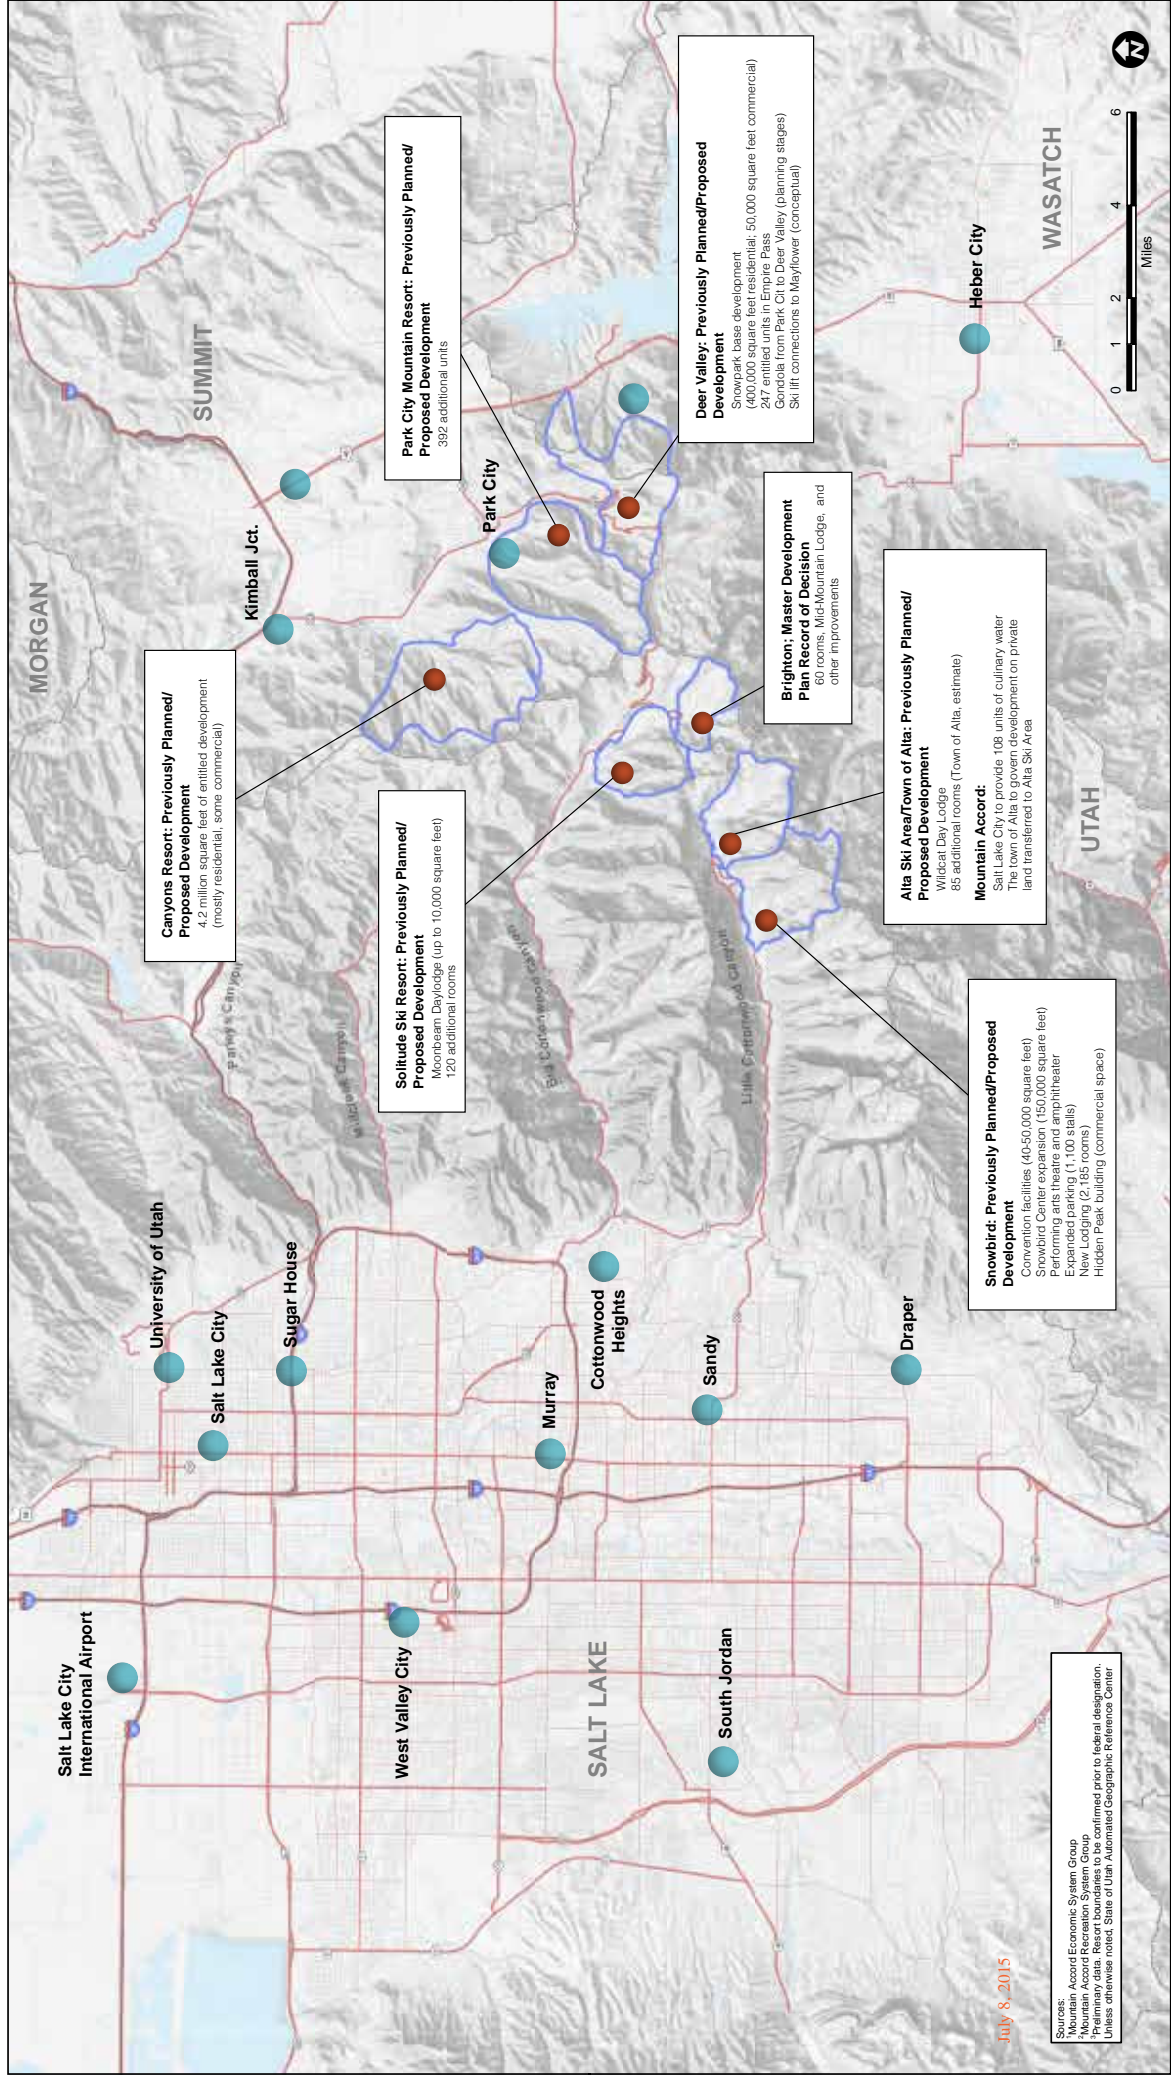 MORGAN
SUMMIT
Kimball Jct.
Canyons Resort: Previously Planned/
Proposed Development
4.2 million square feet of entitled development
(mostly residential, some commercial)
Park City Mountain Resort: Previously Planned/
Proposed Development
392 additional units
Park City
Deer Valley: Previously Planned/Proposed
Development
Snowpark base development
(400,000 square feet residential; 50,000 square feet commercial)
247 entitled units in Empire Pass
Gondola from Park Cit to Deer Valley (planning stages)
Ski lift connections to Mayflower (conceptual)
Solitude Ski Resort: Previously Planned/
Proposed Development
Moonbeam Daylodge (up to 10,000 square feet)
120 additional rooms
Brighton; Master Development
Plan Record of Decision
60 rooms, Mid-Mountain Lodge, and
other improvements
Alta Ski Area/Town of Alta: Previously Planned/
Proposed Development
Wildcat Day Lodge
85 additional rooms (Town of Alta, estimate)
Mountain Accord:
Salt Lake City to provide 108 units of culinary water
The town of Alta to govern development on private
land transferred to Alta Ski Area
Snowbird: Previously Planned/Proposed
Development
Convention facilities (40-50,000 square feet)
Snowbird Center expansion (150,000 square feet)
Performing arts theatre and amphitheater
Expanded parking (1,100 stalls)
New Lodging (2,185 rooms)
Hidden Peak building (commercial space)
Parley's Canyon
Millcreek Canyon
Big Cottonwood Canyon
Little Cottonwood Canyon
Salt Lake City
International Airport
University of Utah
Salt Lake City
Sugar House
West Valley City
Murray
Cottonwood
Heights
SALT LAKE
Sandy
South Jordan
Draper
UTAH
WASATCH
Heber City
N
0 1 2 4 6
Miles
July 8, 2015
Sources:
¹Mountain Accord Economic System Group
²Mountain Accord Recreation System Group
³Preliminary data. Resort boundaries to be confirmed prior to federal designation.
Unless otherwise noted, State of Utah Automated Geographic Reference Center